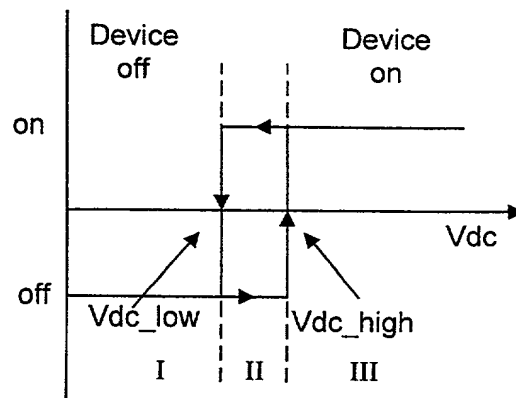 Device
off
Device
on
on
Vdc
off
Vdc_low
Vdc_high
I
II
III